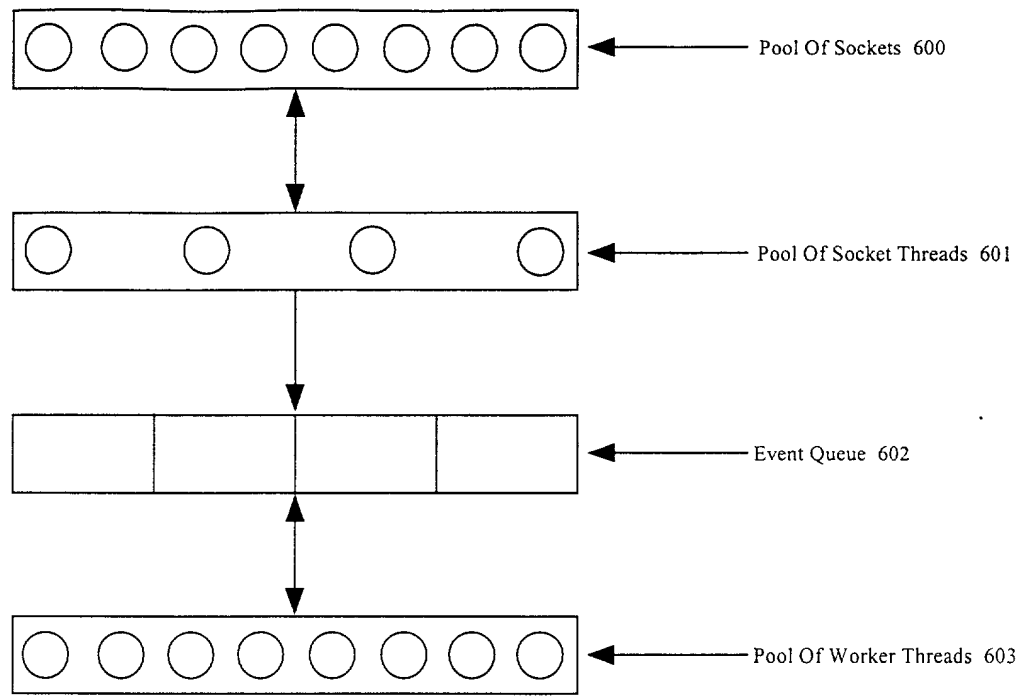 Pool Of Sockets 600
Pool Of Socket Threads 601
Event Queue 602
Pool Of Worker Threads 603